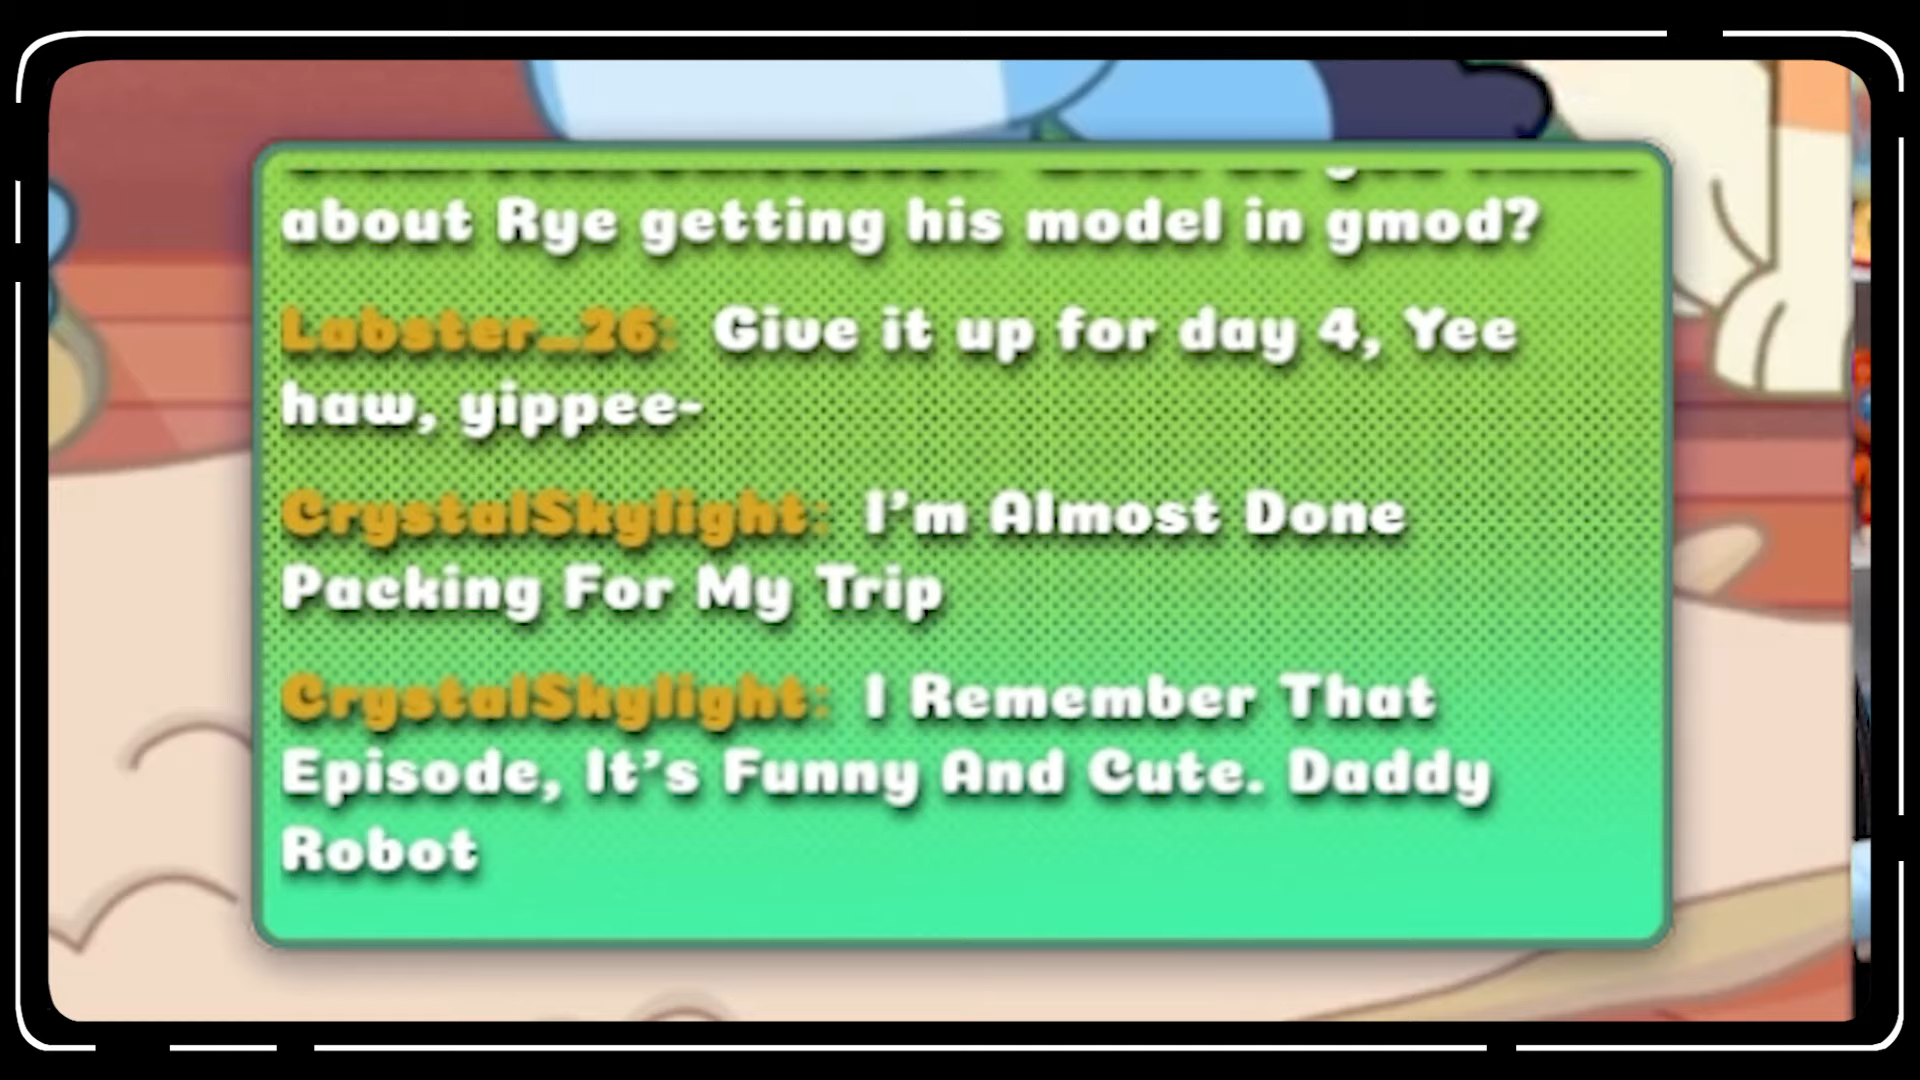 about Rye getting his model in gmod?
Labster_26: Give it up for day 4, Yee
haw, yippee-
CrystalSkylight: I’m Almost Done
Packing For My Trip
CrystalSkylight: I Remember That
Episode, It’s Funny And Cute. Daddy
Robot